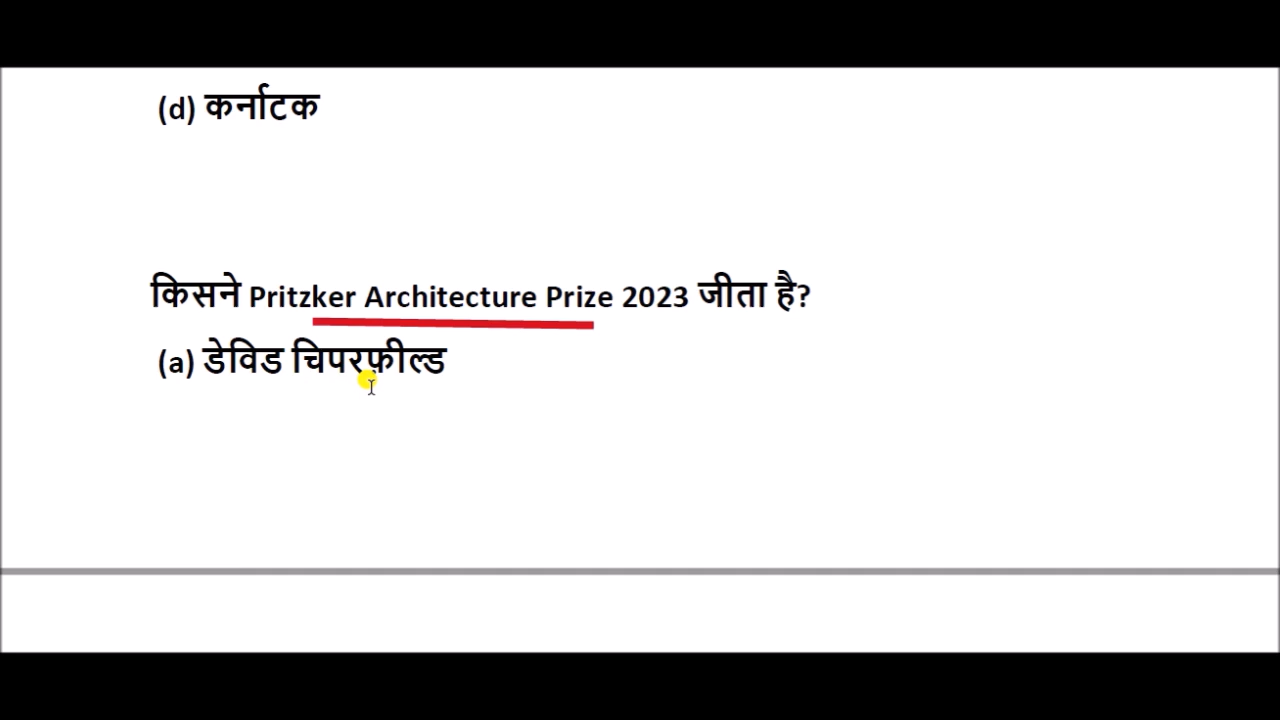 (d) कर्नाटक
किसने Pritzker Architecture Prize 2023 जीता है?
(a) डेविड चिपरफ़ील्ड